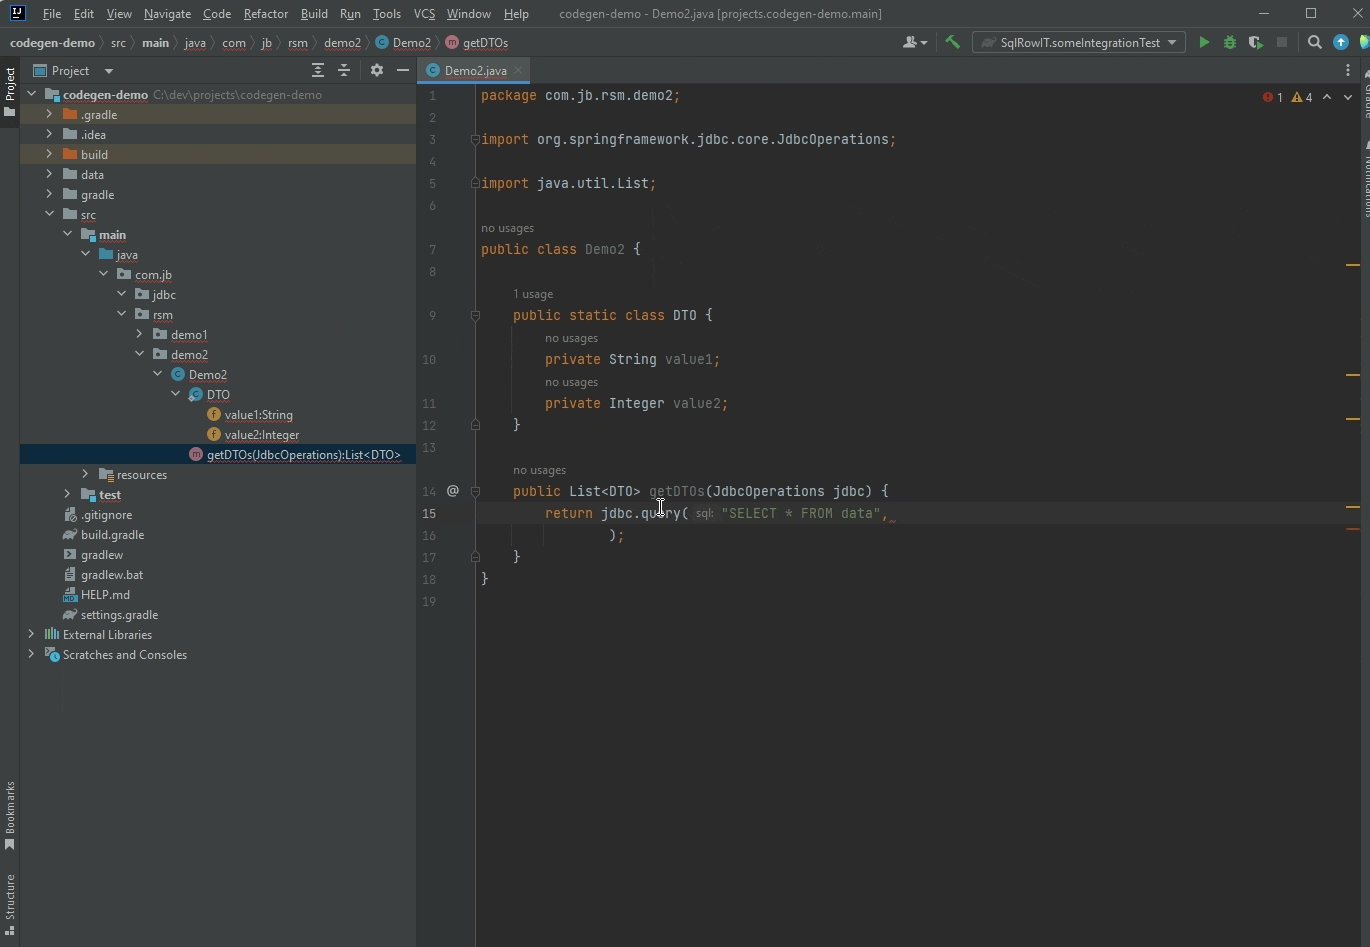 File Edit View Navigate Code Refactor Build Run Tools VCS Window Help codegen-demo - Demo2.java [projects.codegen-demo.main]
codegen-demo src main java com jb rsm demo2 Demo2 getDTOs SqlRowIT.someIntegrationTest
Project
Project
Demo2.java
codegen-demo C:\dev\projects\codegen-demo
.gradle
.idea
build
data
gradle
src
main
java
com.jb
jdbc
rsm
demo1
demo2
Demo2
DTO
value1:String
value2:Integer
getDTOs(JdbcOperations):List<DTO>
resources
test
.gitignore
build.gradle
gradlew
gradlew.bat
HELP.md
settings.gradle
External Libraries
Scratches and Consoles
Bookmarks
Structure
1 package com.jb.rsm.demo2;
1 4
2
3 import org.springframework.jdbc.core.JdbcOperations;
4
5 import java.util.List;
6
no usages
7 public class Demo2 {
8
1 usage
9 public static class DTO {
no usages
10 private String value1;
no usages
11 private Integer value2;
12 }
13
no usages
14 @ public List<DTO> getDTOs(JdbcOperations jdbc) {
15 return jdbc.query( sql: "SELECT * FROM data",
16 );
17 }
18 }
19
Notifications